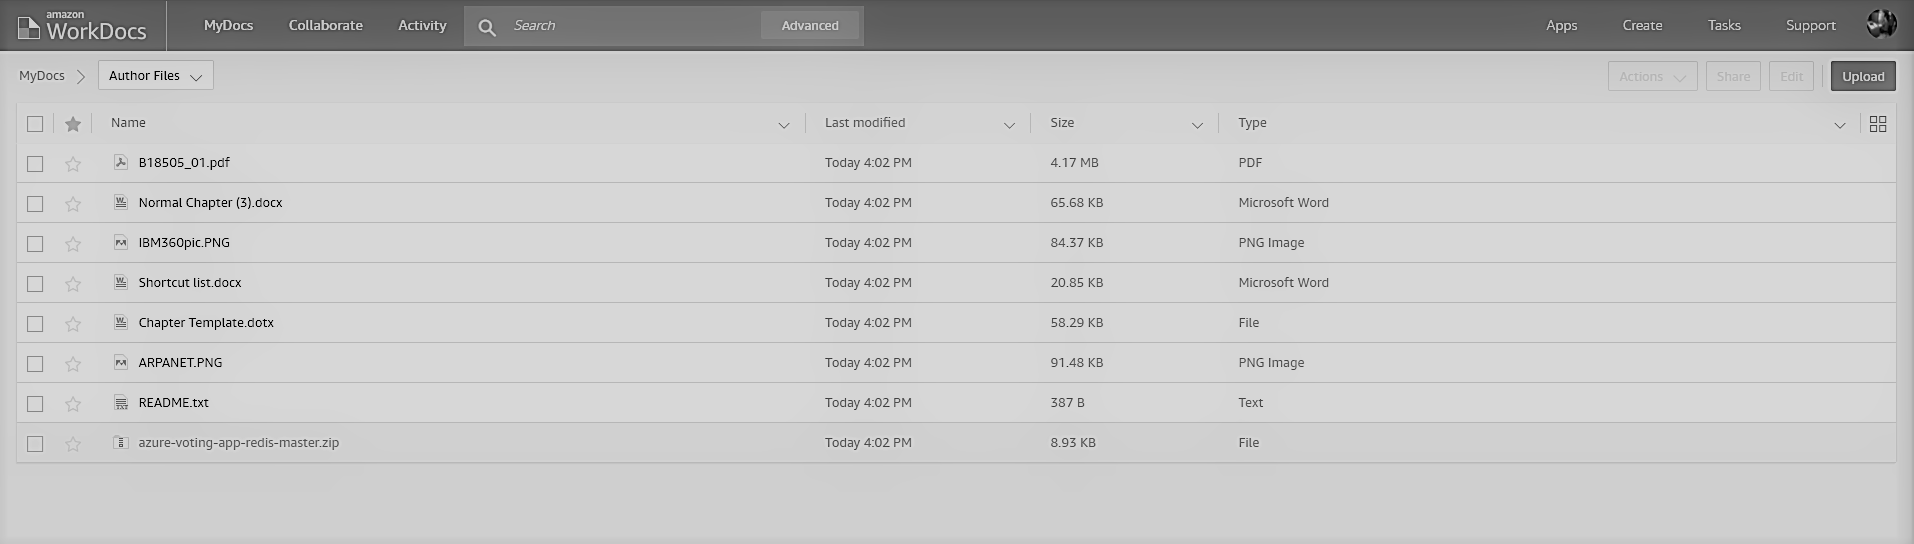 amazon
WorkDocs MyDocs Collaborate Activity Search Advanced Apps Create Tasks Support
MyDocs Author Files Actions Share Edit Upload
Name Last modified Size Type
B18505_01.pdf Today 4:02 PM 4.17 MB PDF
Normal Chapter (3).docx Today 4:02 PM 65.68 KB Microsoft Word
IBM360pic.PNG Today 4:02 PM 84.37 KB PNG Image
Shortcut list.docx Today 4:02 PM 20.85 KB Microsoft Word
Chapter Template.dotx Today 4:02 PM 58.29 KB File
ARPANET.PNG Today 4:02 PM 91.48 KB PNG Image
README.txt Today 4:02 PM 387 B Text
azure-voting-app-redis-master.zip Today 4:02 PM 8.93 KB File